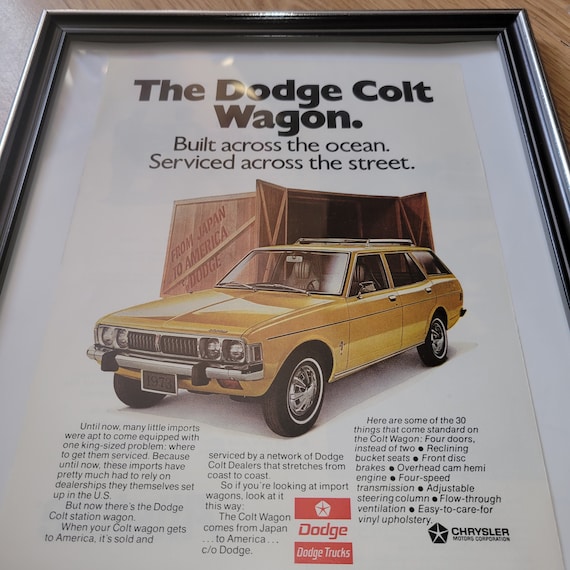 The Dodge Colt
Wagon.
Built across the ocean.
Serviced across the street.
FROM JAPAN
TO AMERICA
DODGE
Until now, many little imports
were apt to come equipped with
one king-sized problem: where
to get them serviced. Because
until now, these imports have
pretty much had to rely on
dealerships they themselves set
up in the U.S.
But now there's the Dodge
Colt station wagon.
When your Colt wagon gets
to America, it's sold and
serviced by a network of Dodge
Colt Dealers that stretches from
coast to coast.
So if you're looking at import
wagons, look at it
this way:
The Colt Wagon
comes from Japan
. . . to America . . .
c/o Dodge.
Dodge
Dodge Trucks
Here are some of the 30
things that come standard on
the Colt Wagon: Four doors,
instead of two • Reclining
bucket seats • Front disc
brakes • Overhead cam hemi
engine • Four-speed
transmission • Adjustable
steering column • Flow-through
ventilation • Easy-to-care-for
vinyl upholstery.
CHRYSLER
MOTORS CORPORATION